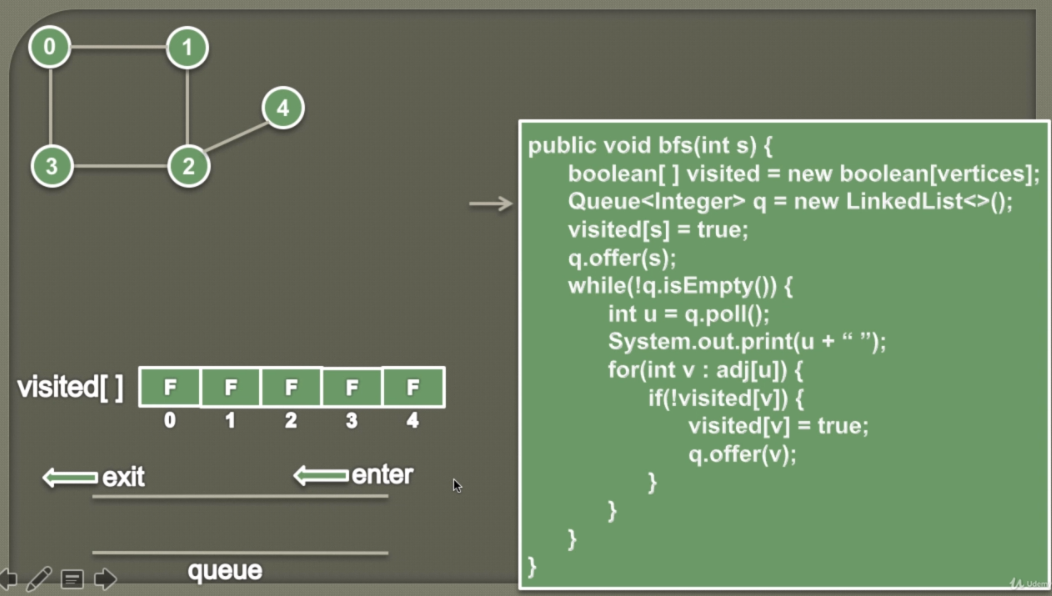 0 1
4
3 2
public void bfs(int s) {
boolean[ ] visited = new boolean[vertices];
Queue<Integer> q = new LinkedList<>();
visited[s] = true;
q.offer(s);
while(!q.isEmpty()) {
int u = q.poll();
System.out.print(u + “ ”);
for(int v : adj[u]) {
if(!visited[v]) {
visited[v] = true;
q.offer(v);
}
}
}
}
visited[ ] F F F F F
0 1 2 3 4
exit enter
queue
Udemy